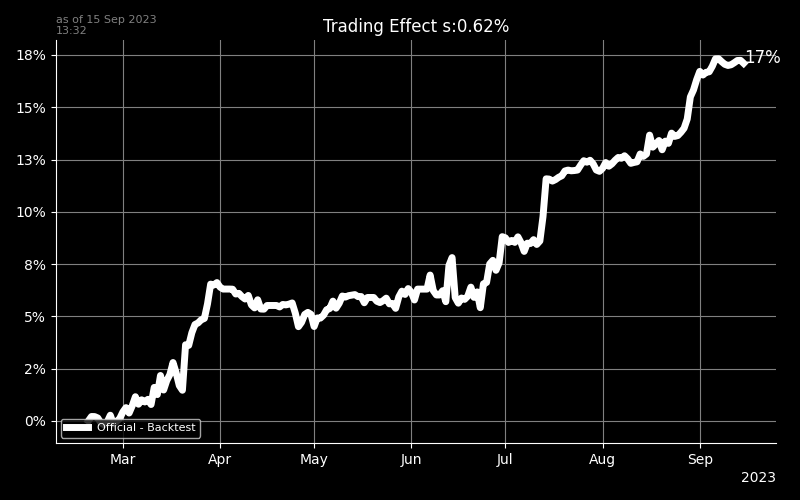 as of 15 Sep 2023
13:32
Trading Effect s:0.62%
18%
17%
15%
13%
10%
8%
5%
2%
0%
Official - Backtest
Mar Apr May Jun Jul Aug Sep
2023